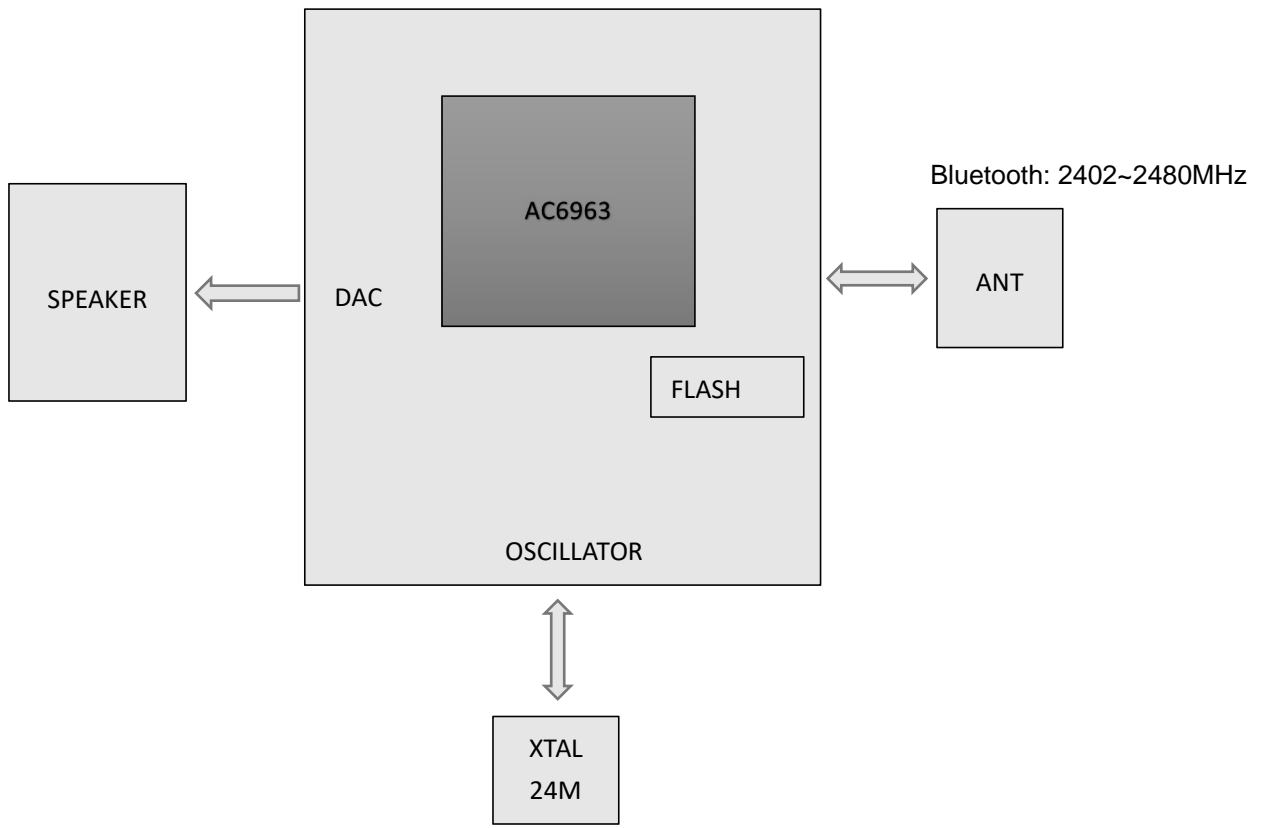 AC6963
Bluetooth: 2402~2480MHz
SPEAKER
DAC
ANT
FLASH
OSCILLATOR
XTAL
24M